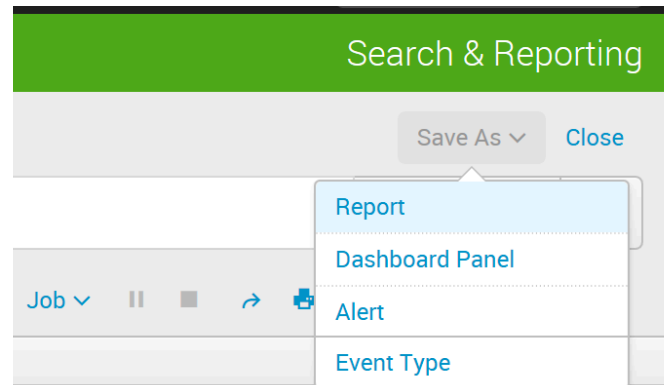 Search & Reporting
Save As Close
Report
Dashboard Panel
Job
Alert
Event Type